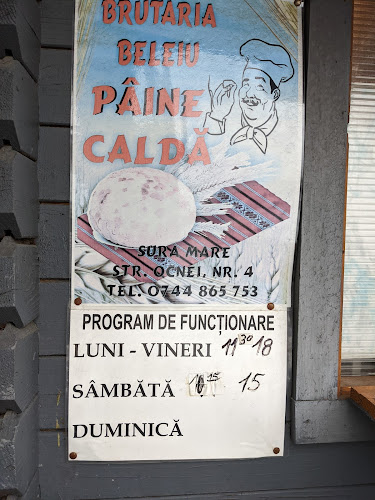 BRUTARIA
BELEIU
PÂINE
CALDĂ
SURA MARE
STR. OCNEI, NR. 4
TEL. 0744 865 753
PROGRAM DE FUNCȚIONARE
LUNI - VINERI 11³⁰ 18
SÂMBĂTĂ 15
DUMINICĂ